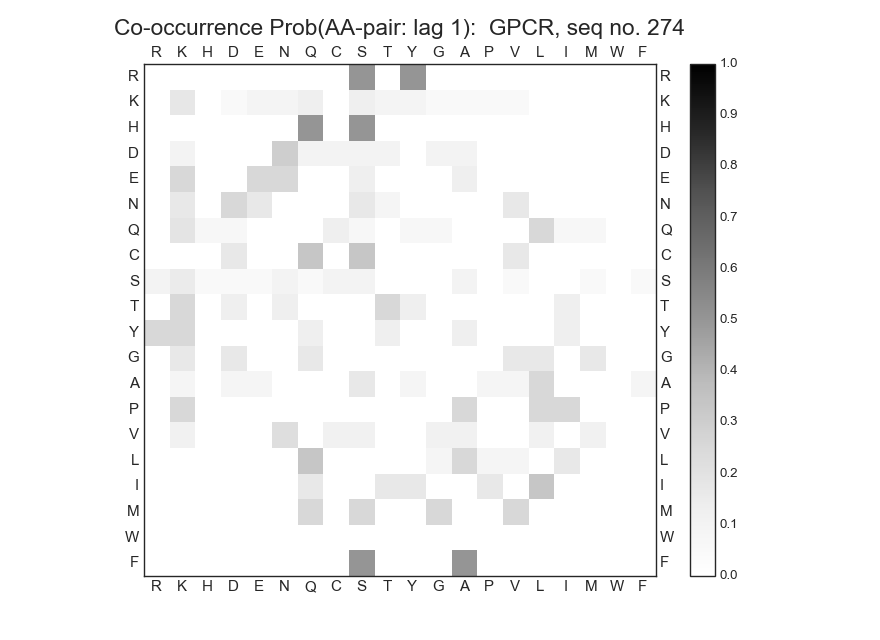 Co-occurrence Prob(AA-pair: lag 1):  GPCR, seq no. 274
R K H D E N Q C S T Y G A P V L I M W F
R R
K K
H H
D D
E E
N N
Q Q
C C
S S
T T
Y Y
G G
A A
P P
V V
L L
I I
M M
W W
F F
R K H D E N Q C S T Y G A P V L I M W F
1.0
0.9
0.8
0.7
0.6
0.5
0.4
0.3
0.2
0.1
0.0